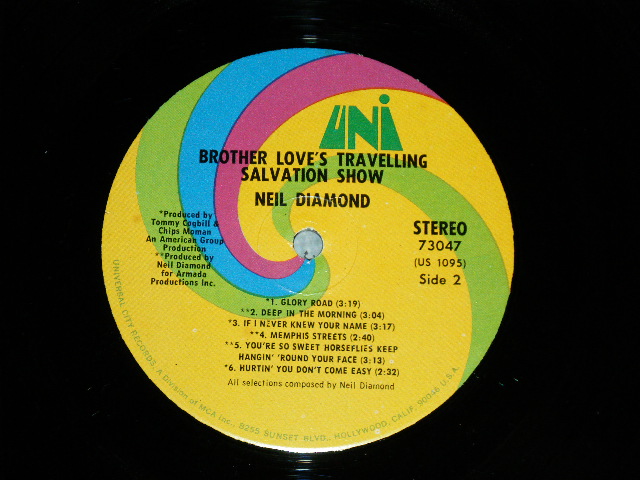 UNI
BROTHER LOVE'S TRAVELLING
SALVATION SHOW
NEIL DIAMOND
*Produced by
Tommy Cogbill &
Chips Moman
An American Group
Production
**Produced by
Neil Diamond
for Armada
Productions Inc.
STEREO
73047
(US 1095)
Side 2
*1. GLORY ROAD (3:19)
**2. DEEP IN THE MORNING (3:04)
*3. IF I NEVER KNEW YOUR NAME (3:17)
**4. MEMPHIS STREETS (2:40)
**5. YOU'RE SO SWEET HORSEFLIES KEEP
HANGIN' 'ROUND YOUR FACE (3:13)
*6. HURTIN' YOU DON'T COME EASY (2:32)
All selections composed by Neil Diamond
UNIVERSAL CITY RECORDS, A Division of MCA Inc., 8255 SUNSET BLVD., HOLLYWOOD, CALIF. 90046 U.S.A.